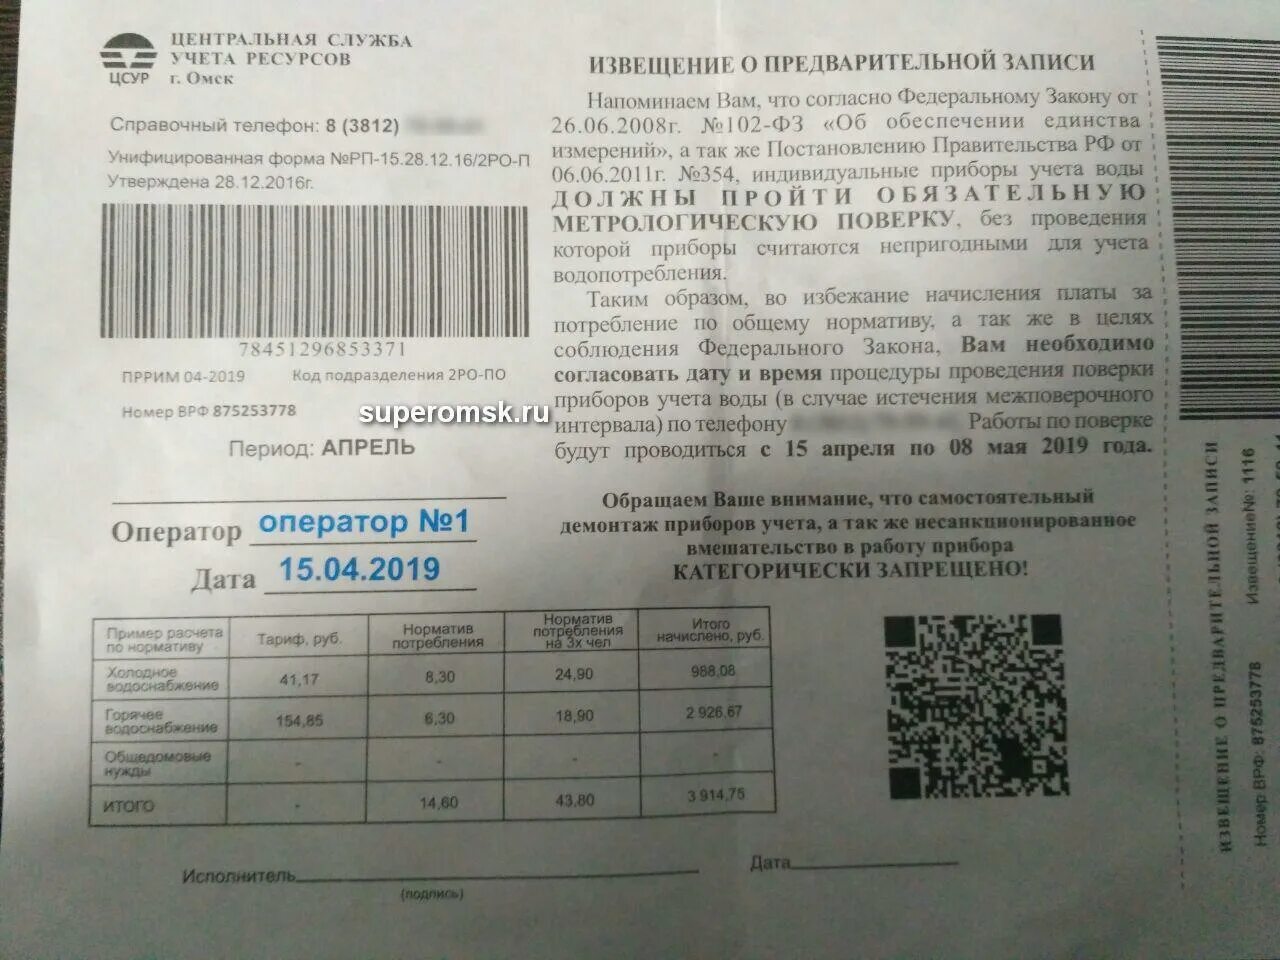 ЦЕНТРАЛЬНАЯ СЛУЖБА
УЧЕТА РЕСУРСОВ
г. Омск
ЦСУР
Справочный телефон: 8 (3812)
Унифицированная форма №РП-15.28.12.16/2РО-П
Утверждена 28.12.2016г.
78451296853371
ПРРИМ 04-2019 Код подразделения 2РО-ПО
Номер ВРФ 875253778
superomsk.ru
Период: АПРЕЛЬ
Оператор оператор №1
Дата 15.04.2019
ИЗВЕЩЕНИЕ О ПРЕДВАРИТЕЛЬНОЙ ЗАПИСИ
Напоминаем Вам, что согласно Федеральному Закону от
26.06.2008г. №102-ФЗ «Об обеспечении единства
измерений», а так же Постановлению Правительства РФ от
06.06.2011г. №354, индивидуальные приборы учета воды
ДОЛЖНЫ ПРОЙТИ ОБЯЗАТЕЛЬНУЮ
МЕТРОЛОГИЧЕСКУЮ ПОВЕРКУ, без проведения
которой приборы считаются непригодными для учета
водопотребления.
Таким образом, во избежание начисления платы за
потребление по общему нормативу, а так же в целях
соблюдения Федерального Закона, Вам необходимо
согласовать дату и время процедуры проведения поверки
приборов учета воды (в случае истечения межповерочного
интервала) по телефону Работы по поверке
будут проводиться с 15 апреля по 08 мая 2019 года.
Обращаем Ваше внимание, что самостоятельный
демонтаж приборов учета, а так же несанкционированное
вмешательство в работу прибора
КАТЕГОРИЧЕСКИ ЗАПРЕЩЕНО!
Пример расчета по нормативу Тариф, руб. Норматив потребления Норматив потребления на 3х чел Итого начислено, руб.
Холодное водоснабжение 41,17 8,30 24,90 988,08
Горячее водоснабжение 154,85 6,30 18,90 2 926,67
Общедомовые нужды - - - -
ИТОГО - 14,60 43,80 3 914,75
Исполнитель
(подпись)
Дата
ИЗВЕЩЕНИЕ О ПРЕДВАРИТЕЛЬНОЙ ЗАПИСИ
Номер ВРФ: 875253778 Извещение№: 1116